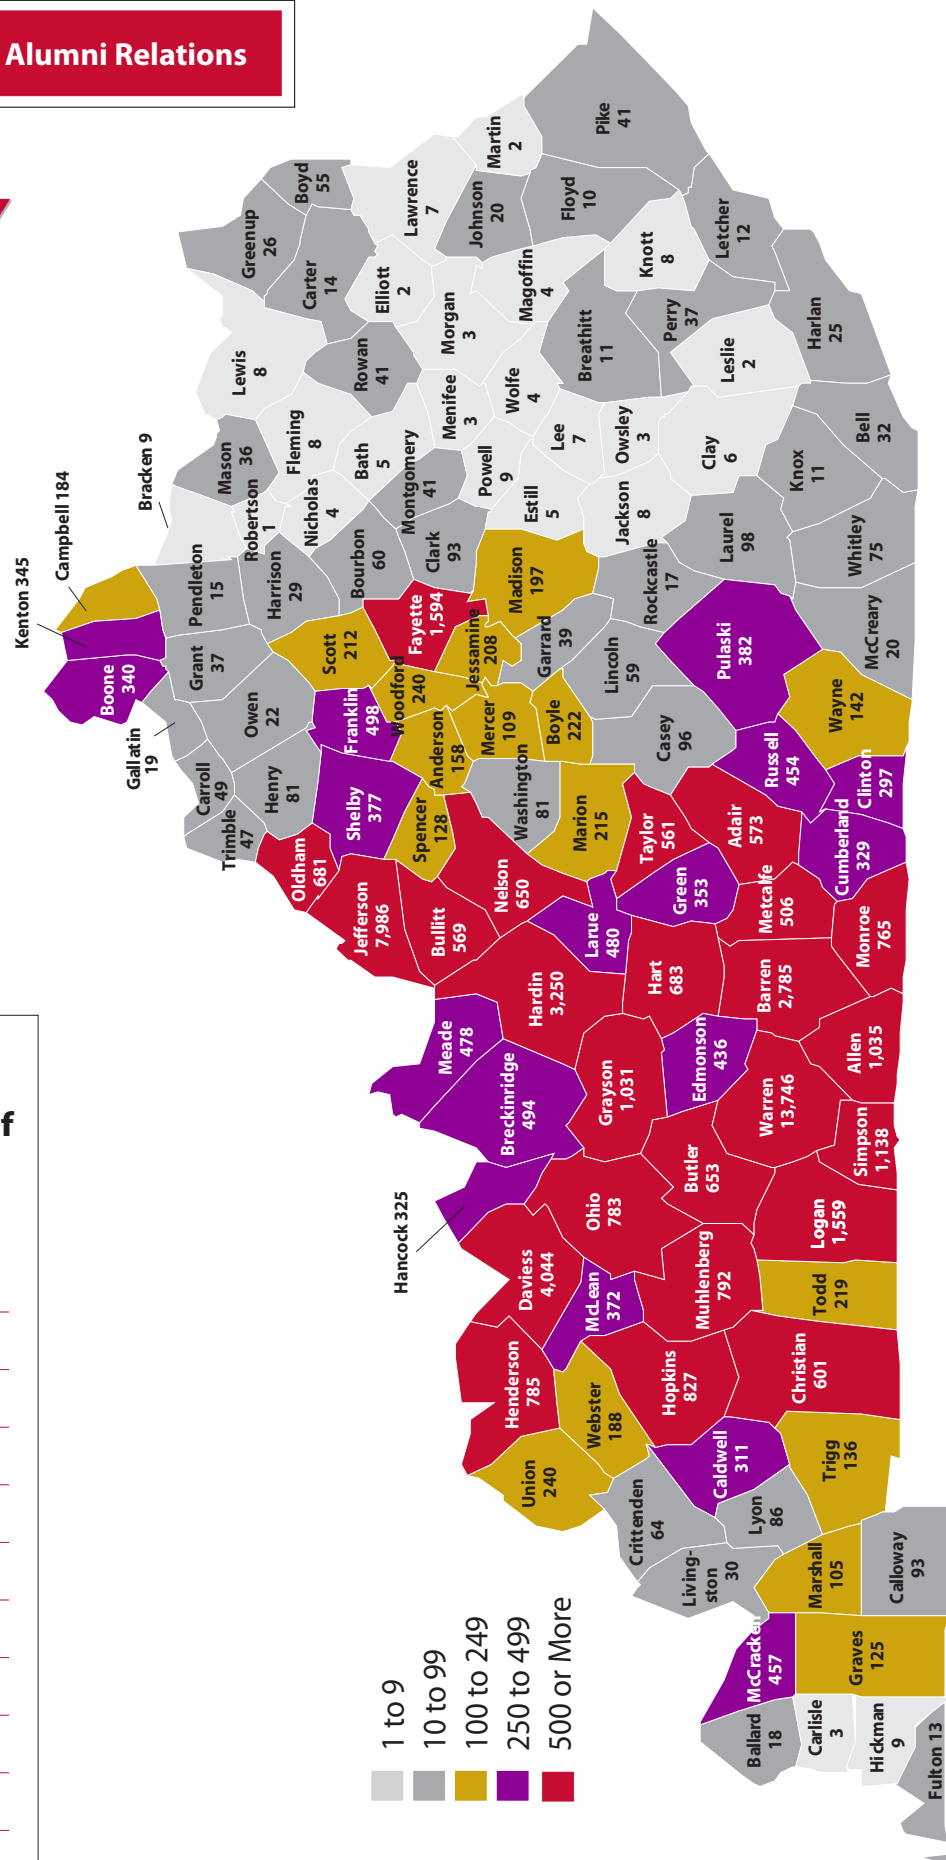 Alumni Relations
f
Kenton 345
Campbell 184
Bracken 9
Boone
340
Gallatin
19
Carroll
49
Trimble
47
Grant
37
Pendleton
15
Owen
22
Henry
81
Oldham
681
Harrison
29
Robertson
1
Mason
36
Lewis
8
Greenup
26
Boyd
55
Carter
14
Fleming
8
Nicholas
4
Rowan
41
Elliott
2
Lawrence
7
Martin
2
Johnson
20
Morgan
3
Magoffin
4
Floyd
10
Pike
41
Bath
5
Menifee
3
Montgomery
41
Bourbon
60
Clark
93
Powell
9
Wolfe
4
Estill
5
Lee
7
Breathitt
11
Knott
8
Perry
37
Letcher
12
Owsley
3
Jackson
8
Clay
6
Leslie
2
Harlan
25
Bell
32
Knox
11
Laurel
98
Whitley
75
Rockcastle
17
McCreary
20
Scott
212
Franklin
498
Woodford
240
Fayette
1,594
Jessamine
208
Madison
197
Garrard
39
Lincoln
59
Pulaski
382
Wayne
142
Shelby
377
Spencer
128
Anderson
158
Mercer
109
Boyle
222
Washington
81
Marion
215
Casey
96
Russell
454
Clinton
297
Jefferson
7,986
Bullitt
569
Nelson
650
Larue
480
Taylor
561
Green
353
Adair
573
Metcalfe
506
Cumberland
329
Monroe
765
Meade
478
Hardin
3,250
Hart
683
Barren
2,785
Allen
1,035
Breckinridge
494
Grayson
1,031
Edmonson
436
Warren
13,746
Simpson
1,138
Hancock 325
Ohio
783
Butler
653
Logan
1,559
Daviess
4,044
McLean
372
Muhlenberg
792
Todd
219
Henderson
785
Webster
188
Hopkins
827
Christian
601
Union
240
Crittenden
64
Caldwell
311
Lyon
86
Trigg
136
Living-
ston
30
Marshall
105
Calloway
93
McCracken
457
Graves
125
Ballard
18
Carlisle
3
Hickman
9
Fulton 13
1 to 9
10 to 99
100 to 249
250 to 499
500 or More